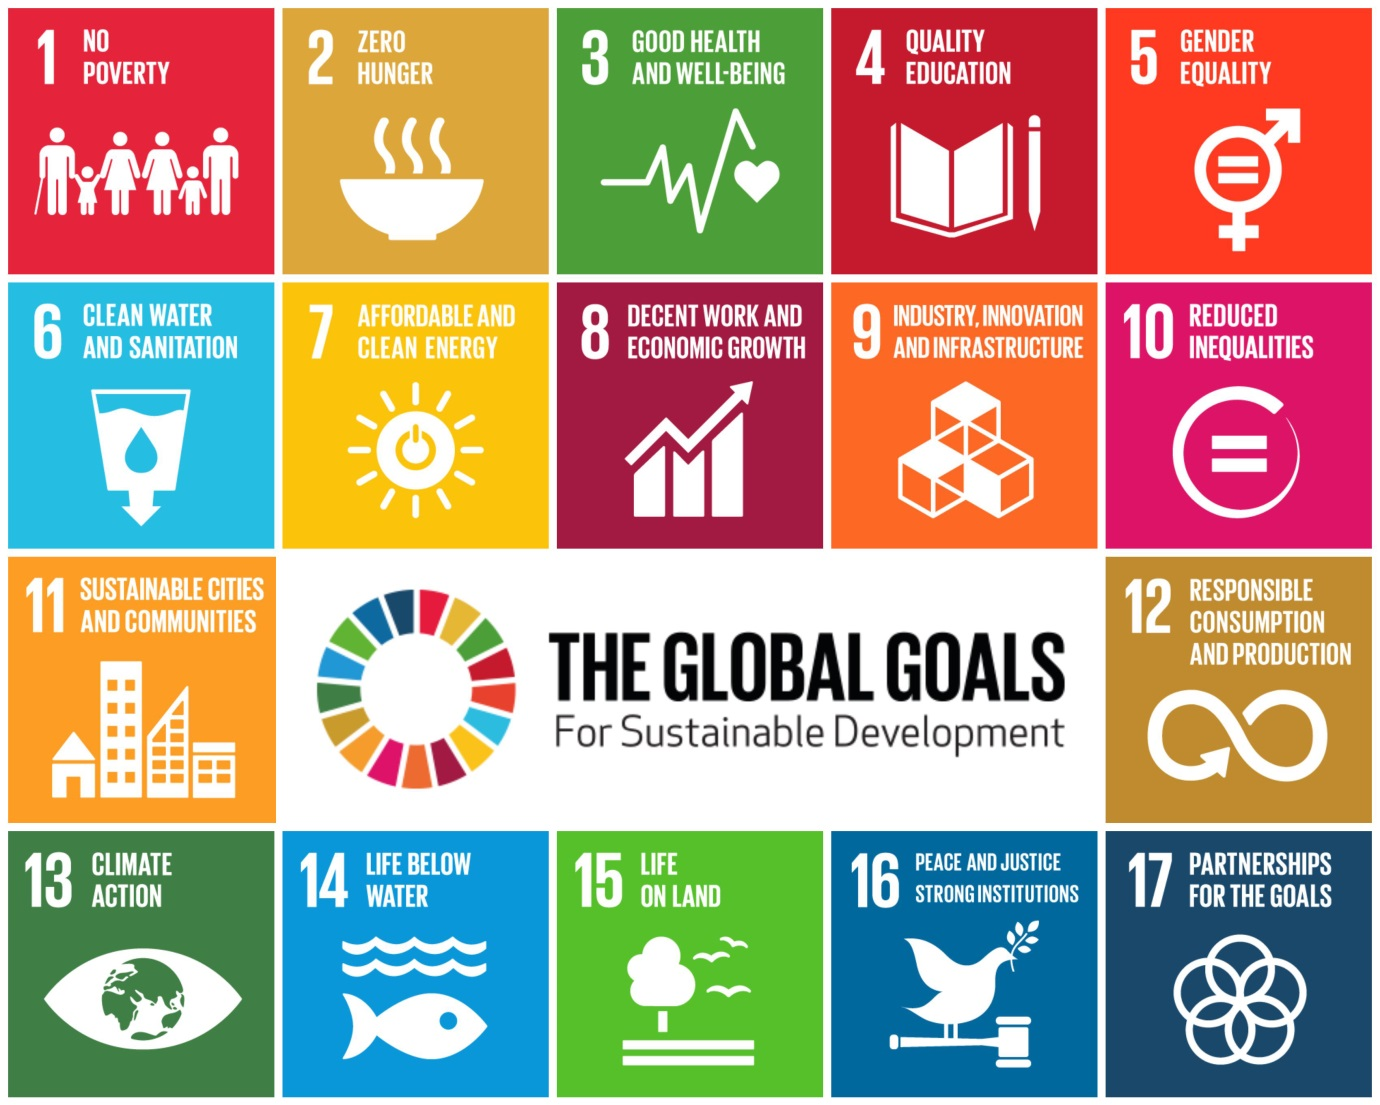 1 NO
POVERTY
2 ZERO
HUNGER
3 GOOD HEALTH
AND WELL-BEING
4 QUALITY
EDUCATION
5 GENDER
EQUALITY
6 CLEAN WATER
AND SANITATION
7 AFFORDABLE AND
CLEAN ENERGY
8 DECENT WORK AND
ECONOMIC GROWTH
9 INDUSTRY, INNOVATION
AND INFRASTRUCTURE
10 REDUCED
INEQUALITIES
11 SUSTAINABLE CITIES
AND COMMUNITIES
THE GLOBAL GOALS
For Sustainable Development
12 RESPONSIBLE
CONSUMPTION
AND PRODUCTION
13 CLIMATE
ACTION
14 LIFE BELOW
WATER
15 LIFE
ON LAND
16 PEACE AND JUSTICE
STRONG INSTITUTIONS
17 PARTNERSHIPS
FOR THE GOALS